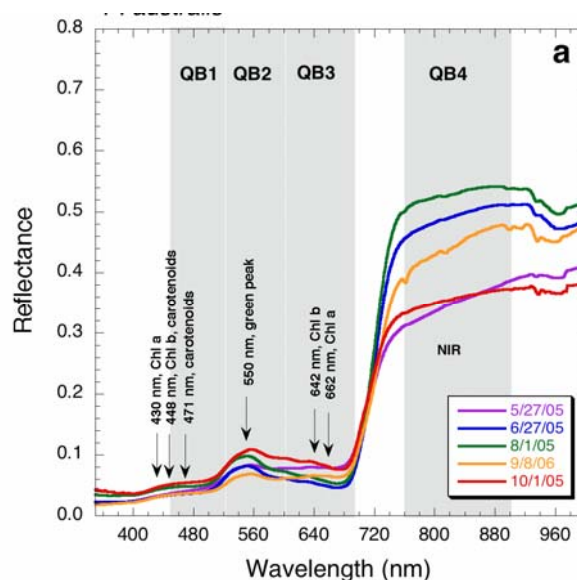 a
QB1 QB2 QB3 QB4
0.8
0.7
0.6
0.5
0.4
0.3
0.2
0.1
0.0
Reflectance
430 nm, Chl a
448 nm, Chl b, carotenoids
471 nm, carotenoids
550 nm, green peak
642 nm, Chl b
662 nm, Chl a
NIR
5/27/05
6/27/05
8/1/05
9/8/06
10/1/05
400 480 560 640 720 800 880 960
Wavelength (nm)